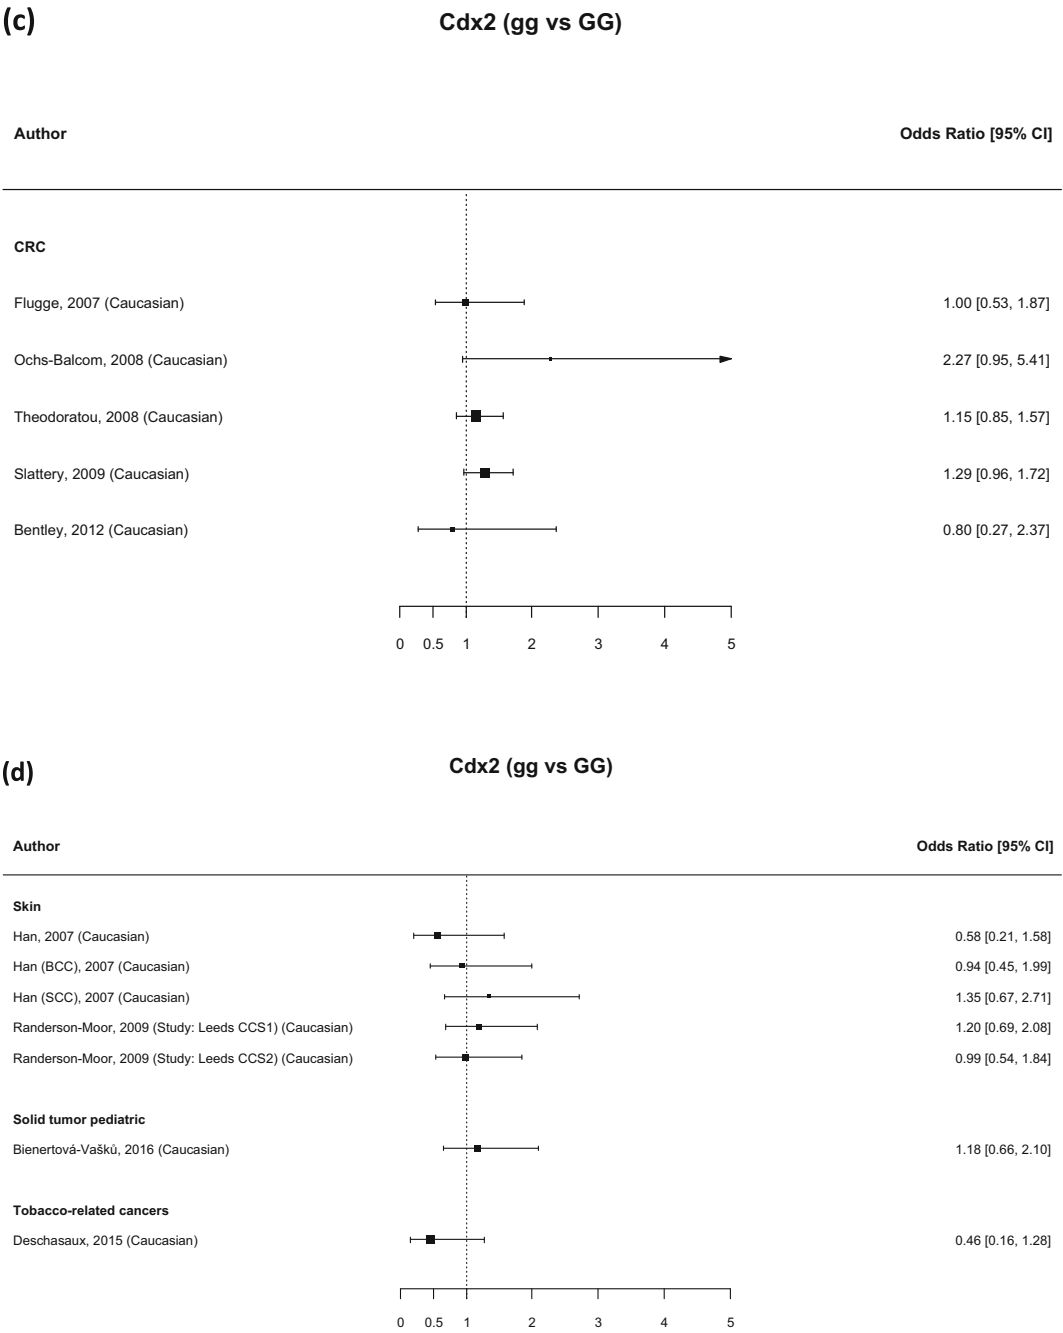 (c)
Cdx2 (gg vs GG)
Author Odds Ratio [95% CI]
CRC
Flugge, 2007 (Caucasian) 1.00 [0.53, 1.87]
Ochs-Balcom, 2008 (Caucasian) 2.27 [0.95, 5.41]
Theodoratou, 2008 (Caucasian) 1.15 [0.85, 1.57]
Slattery, 2009 (Caucasian) 1.29 [0.96, 1.72]
Bentley, 2012 (Caucasian) 0.80 [0.27, 2.37]
0 0.5 1 2 3 4 5
(d)
Cdx2 (gg vs GG)
Author Odds Ratio [95% CI]
Skin
Han, 2007 (Caucasian) 0.58 [0.21, 1.58]
Han (BCC), 2007 (Caucasian) 0.94 [0.45, 1.99]
Han (SCC), 2007 (Caucasian) 1.35 [0.67, 2.71]
Randerson-Moor, 2009 (Study: Leeds CCS1) (Caucasian) 1.20 [0.69, 2.08]
Randerson-Moor, 2009 (Study: Leeds CCS2) (Caucasian) 0.99 [0.54, 1.84]
Solid tumor pediatric
Bienertová-Vašků, 2016 (Caucasian) 1.18 [0.66, 2.10]
Tobacco-related cancers
Deschasaux, 2015 (Caucasian) 0.46 [0.16, 1.28]
0 0.5 1 2 3 4 5